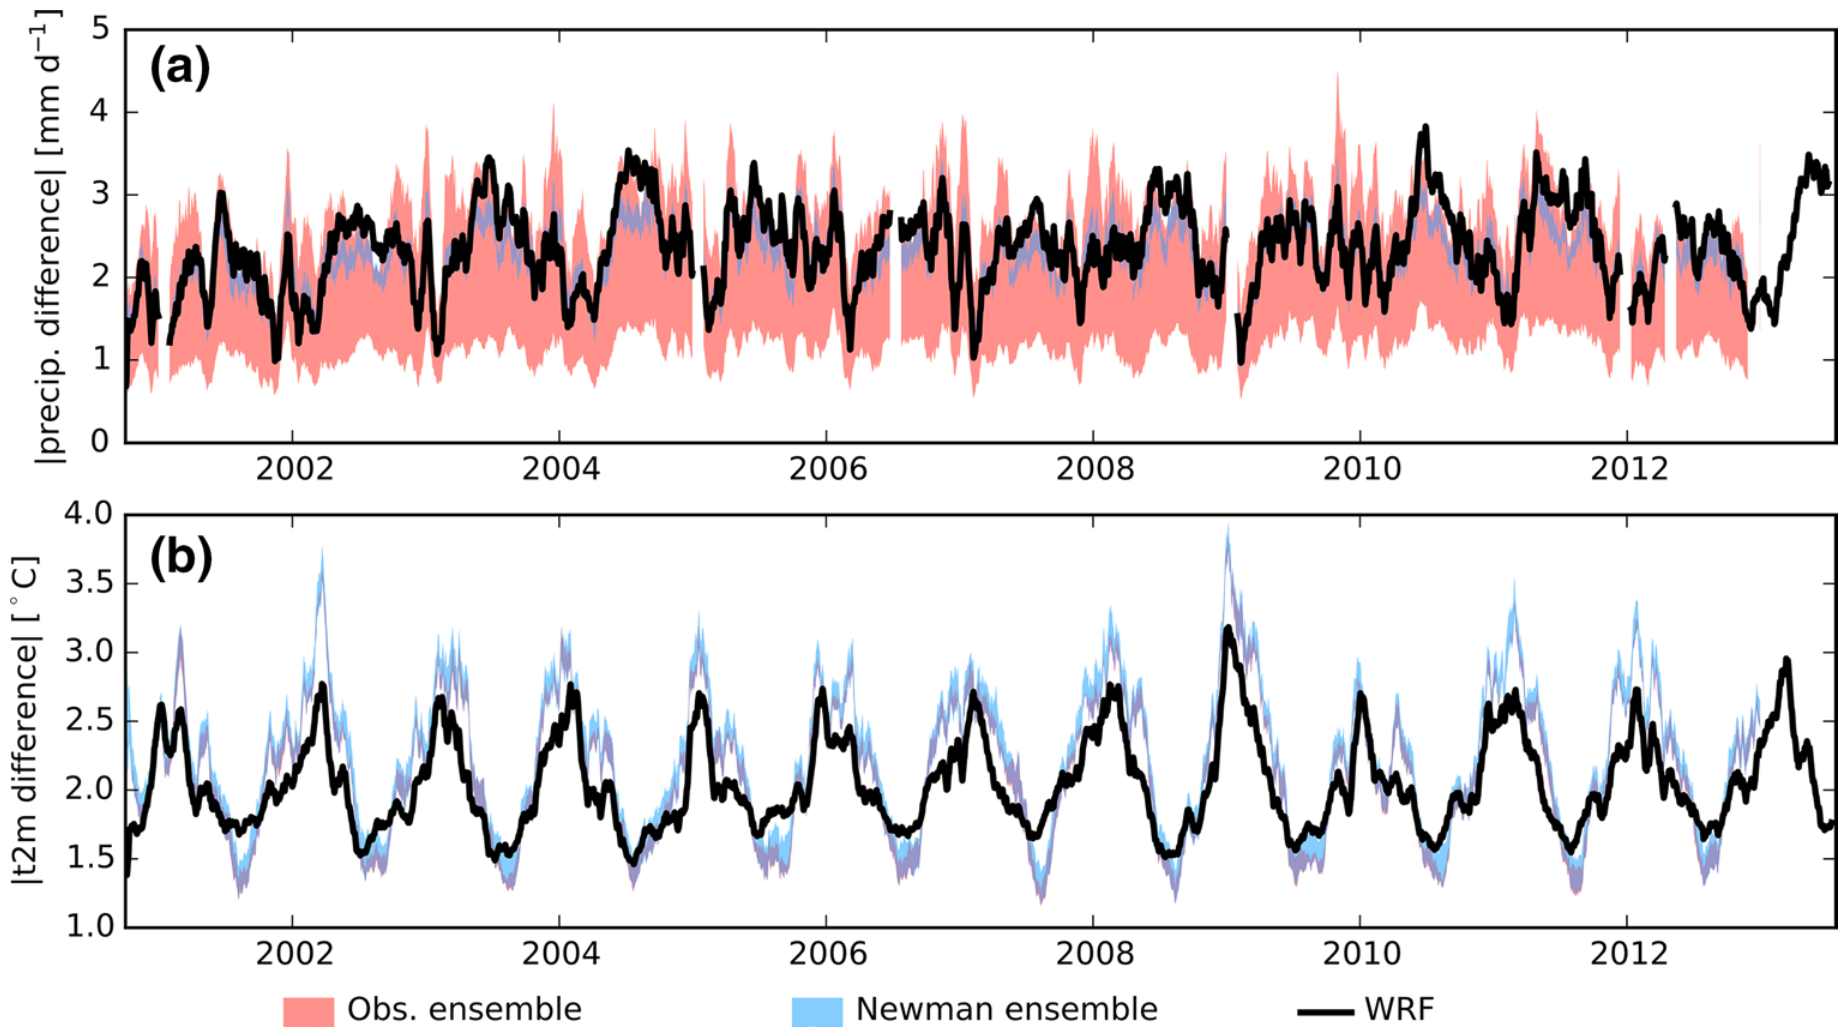 (a)
|precip. difference| [mm d⁻¹]
5
4
3
2
1
0
2002 2004 2006 2008 2010 2012
(b)
|t2m difference| [°C]
4.0
3.5
3.0
2.5
2.0
1.5
1.0
2002 2004 2006 2008 2010 2012
Obs. ensemble Newman ensemble WRF